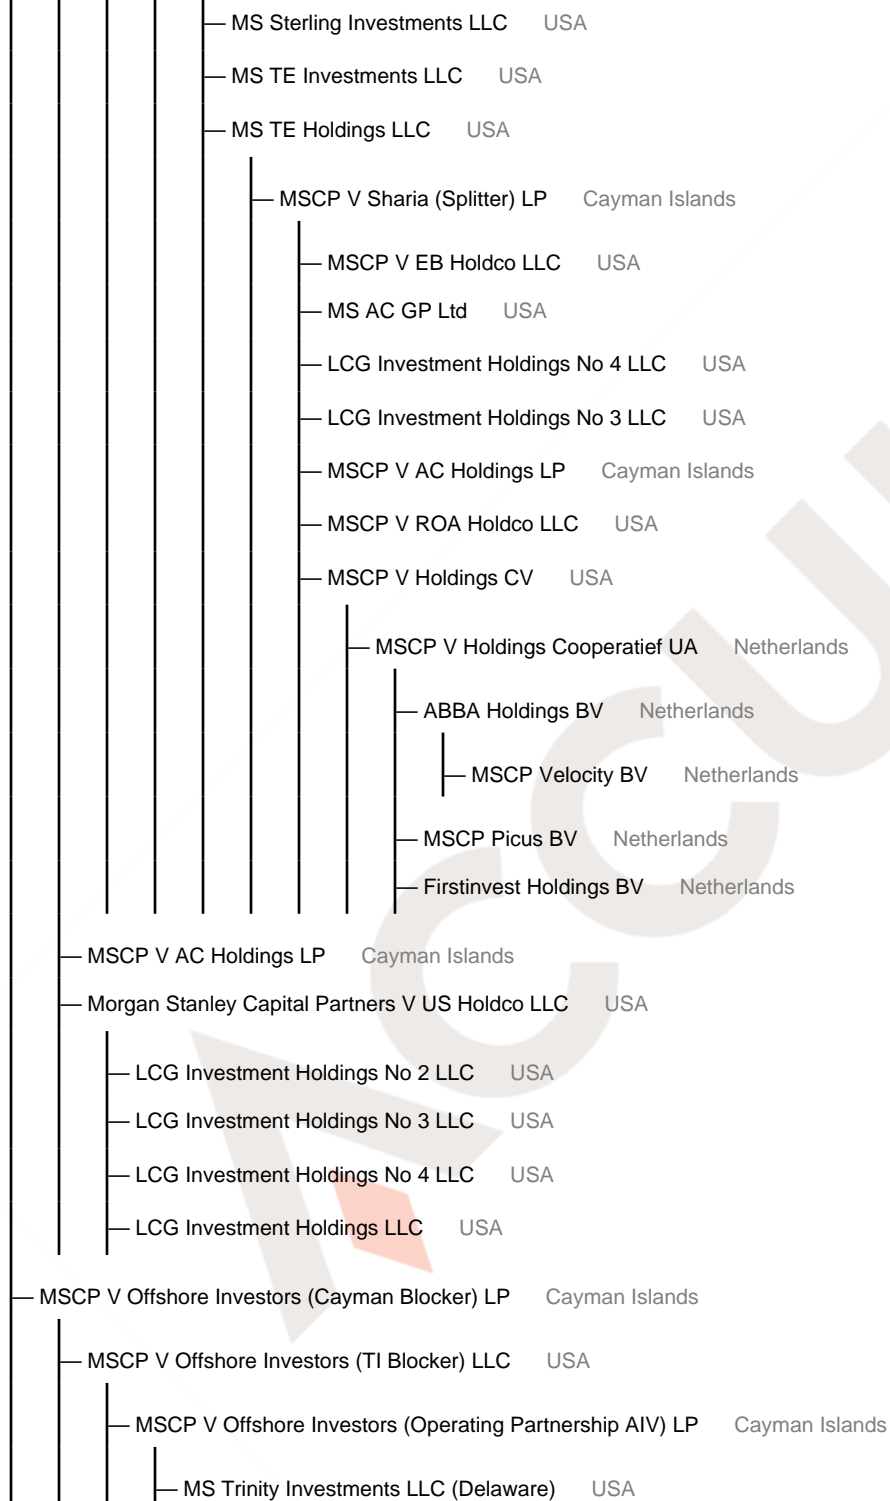 MS Sterling Investments LLC USA
MS TE Investments LLC USA
MS TE Holdings LLC USA
MSCP V Sharia (Splitter) LP Cayman Islands
MSCP V EB Holdco LLC USA
MS AC GP Ltd USA
LCG Investment Holdings No 4 LLC USA
LCG Investment Holdings No 3 LLC USA
MSCP V AC Holdings LP Cayman Islands
MSCP V ROA Holdco LLC USA
MSCP V Holdings CV USA
MSCP V Holdings Cooperatief UA Netherlands
ABBA Holdings BV Netherlands
MSCP Velocity BV Netherlands
MSCP Picus BV Netherlands
Firstinvest Holdings BV Netherlands
MSCP V AC Holdings LP Cayman Islands
Morgan Stanley Capital Partners V US Holdco LLC USA
LCG Investment Holdings No 2 LLC USA
LCG Investment Holdings No 3 LLC USA
LCG Investment Holdings No 4 LLC USA
LCG Investment Holdings LLC USA
MSCP V Offshore Investors (Cayman Blocker) LP Cayman Islands
MSCP V Offshore Investors (TI Blocker) LLC USA
MSCP V Offshore Investors (Operating Partnership AIV) LP Cayman Islands
MS Trinity Investments LLC (Delaware) USA
ACCU